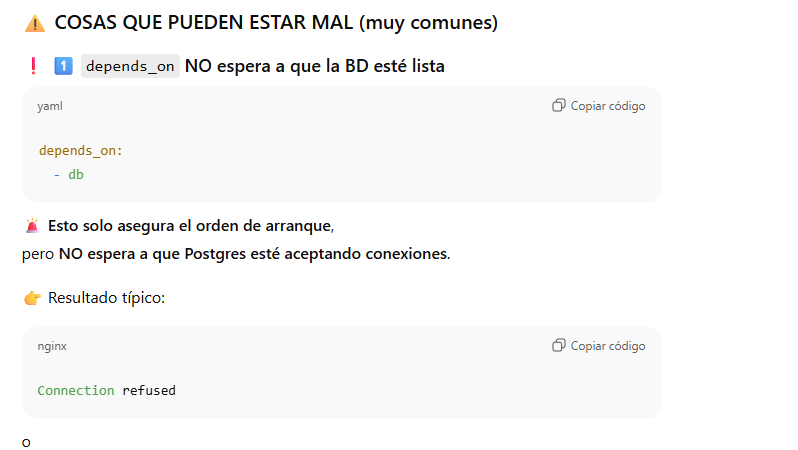 ⚠️ COSAS QUE PUEDEN ESTAR MAL (muy comunes)
❗ 1️⃣ depends_on NO espera a que la BD esté lista
yaml Copiar código
depends_on:
  - db
🚨 Esto solo asegura el orden de arranque,
pero NO espera a que Postgres esté aceptando conexiones.
👉 Resultado típico:
nginx Copiar código
Connection refused
o